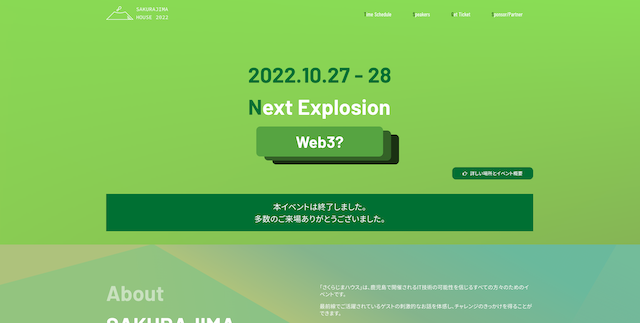 SAKURAJIMA
HOUSE 2022
Time Schedule
Speakers
Get Ticket
Sponsor/Partner
2022.10.27 - 28
Next Explosion
Web3?
詳しい場所とイベント概要
本イベントは終了しました。
多数のご来場ありがとうございました。
About
SAKURAJIMA
「さくらじまハウス」は、鹿児島で開催されるIT技術の可能性を信じるすべての方々のためのイ
ベントです。
最前線でご活躍されているゲストの刺激的なお話を体感し、チャレンジのきっかけを得ることが
できます。